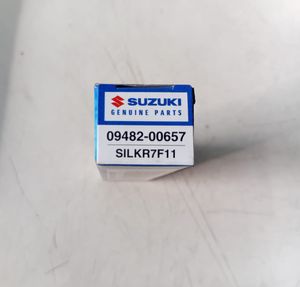 SUZUKI
GENUINE PARTS
09482-00657
SILKR7F11